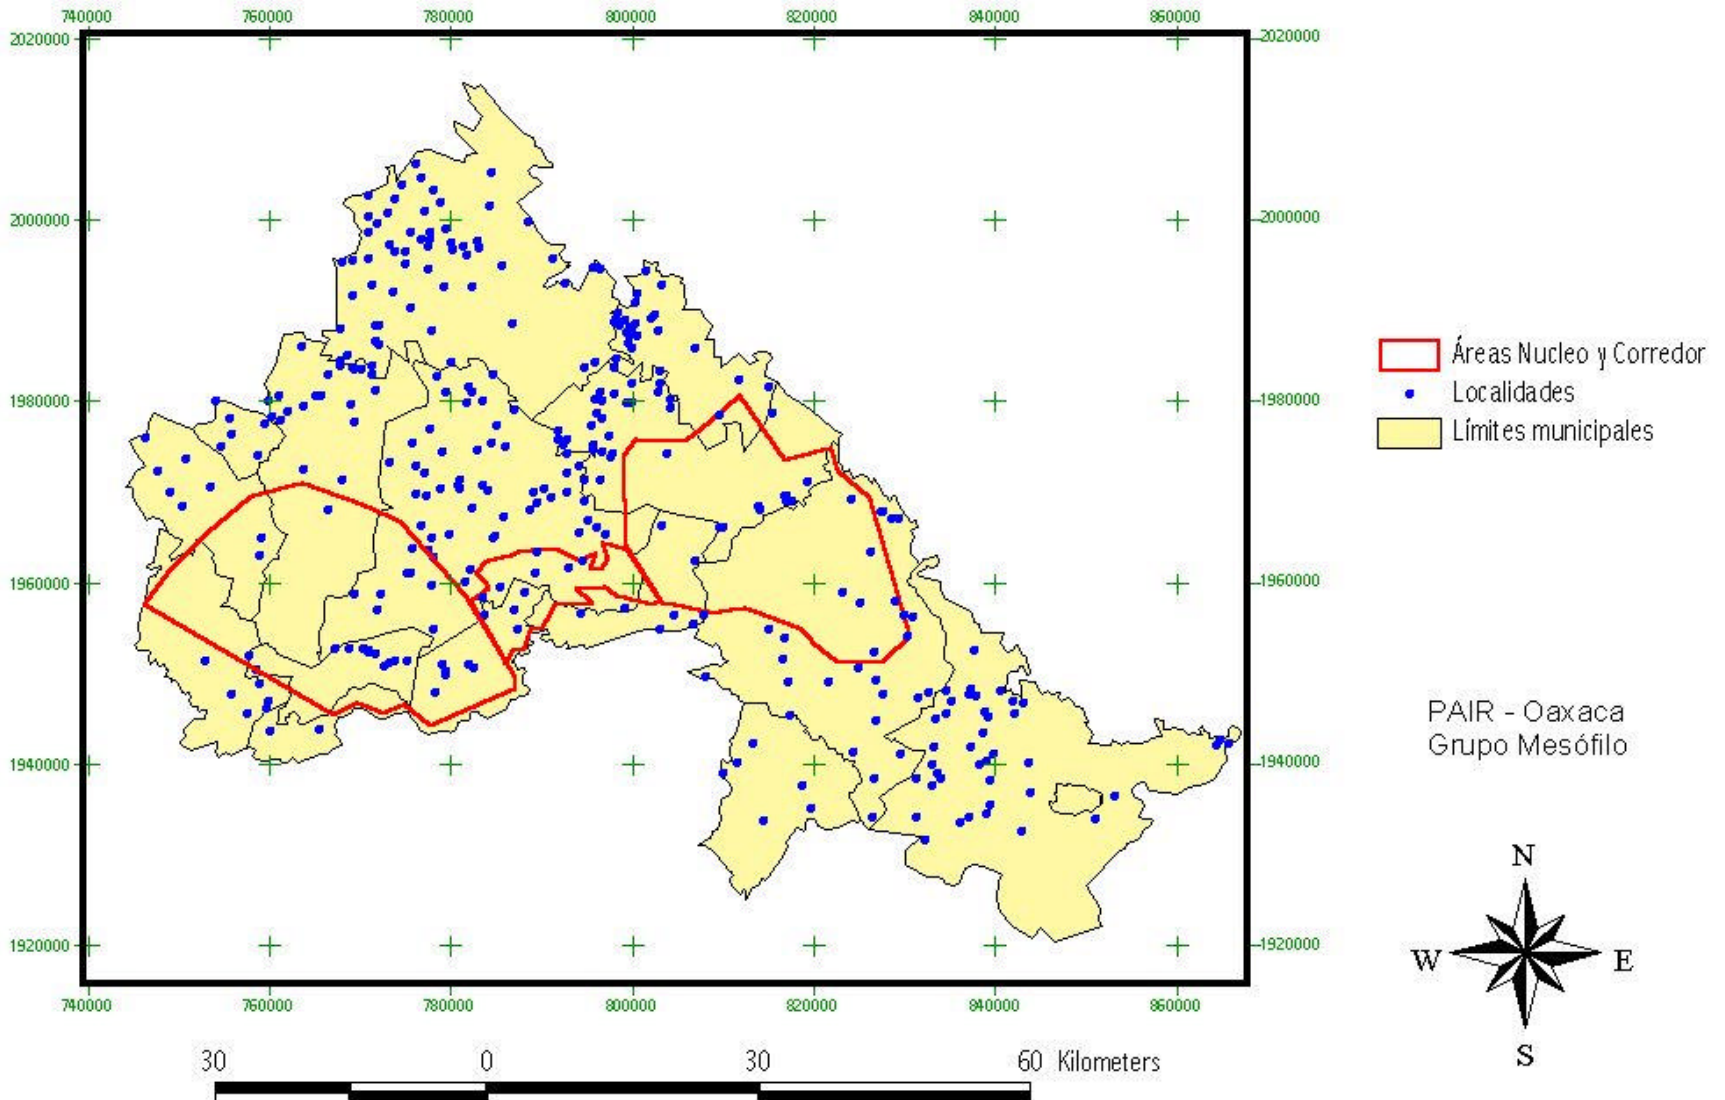 740000 760000 780000 800000 820000 840000 860000
2020000 2020000
2000000 2000000
1980000 1980000
1960000 1960000
1940000 1940000
1920000 1920000
740000 760000 780000 800000 820000 840000 860000
Áreas Nucleo y Corredor
Localidades
Límites municipales
PAIR - Oaxaca
Grupo Mesófilo
N
W E
S
30 0 30 60 Kilometers